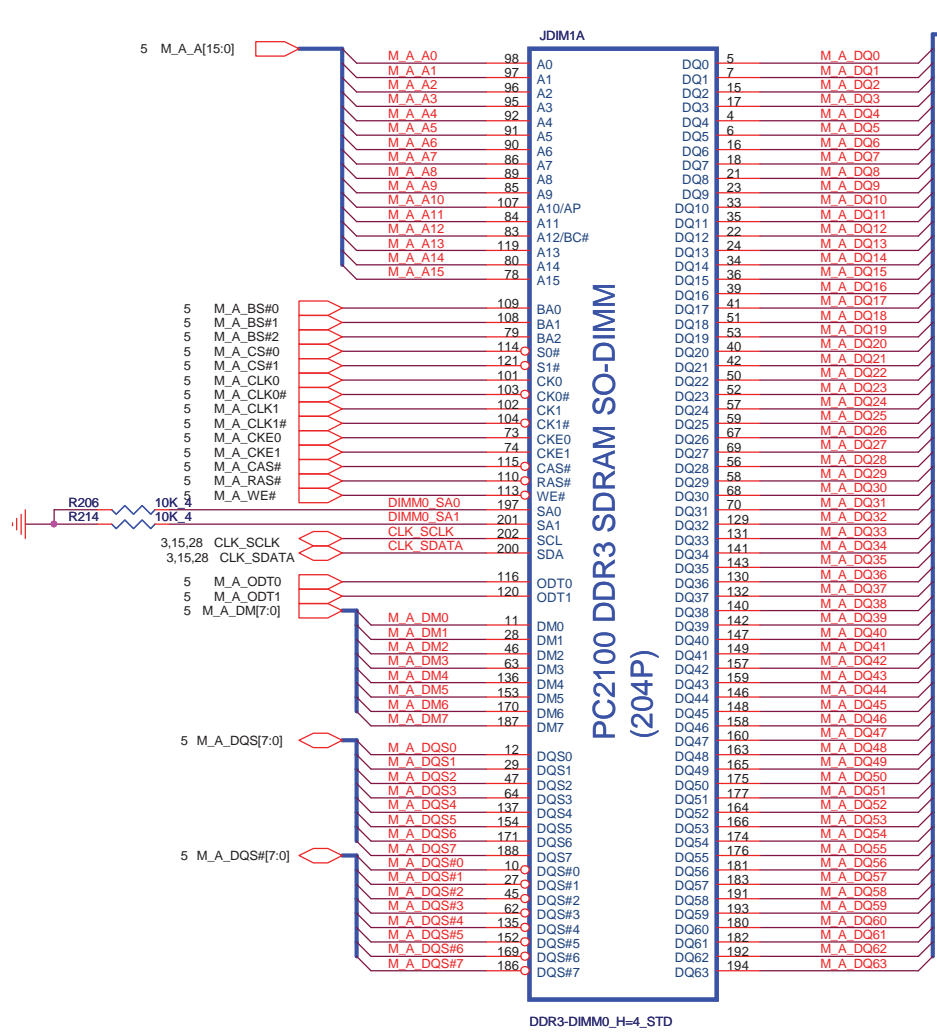 JDIM1A
5 M_A_A[15:0]
M_A_A0 98 A0 DQ0 5 M_A_DQ0
M_A_A1 97 A1 DQ1 7 M_A_DQ1
M_A_A2 96 A2 DQ2 15 M_A_DQ2
M_A_A3 95 A3 DQ3 17 M_A_DQ3
M_A_A4 92 A4 DQ4 4 M_A_DQ4
M_A_A5 91 A5 DQ5 6 M_A_DQ5
M_A_A6 90 A6 DQ6 16 M_A_DQ6
M_A_A7 86 A7 DQ7 18 M_A_DQ7
M_A_A8 89 A8 DQ8 21 M_A_DQ8
M_A_A9 85 A9 DQ9 23 M_A_DQ9
M_A_A10 107 A10/AP DQ10 33 M_A_DQ10
M_A_A11 84 A11 DQ11 35 M_A_DQ11
M_A_A12 83 A12/BC# DQ12 22 M_A_DQ12
M_A_A13 119 A13 DQ13 24 M_A_DQ13
M_A_A14 80 A14 DQ14 34 M_A_DQ14
M_A_A15 78 A15 DQ15 36 M_A_DQ15
DQ16 39 M_A_DQ16
5 M_A_BS#0 109 BA0 DQ17 41 M_A_DQ17
5 M_A_BS#1 108 BA1 DQ18 51 M_A_DQ18
5 M_A_BS#2 79 BA2 DQ19 53 M_A_DQ19
5 M_A_CS#0 114 S0# DQ20 40 M_A_DQ20
5 M_A_CS#1 121 S1# DQ21 42 M_A_DQ21
5 M_A_CLK0 101 CK0 DQ22 50 M_A_DQ22
5 M_A_CLK0# 103 CK0# DQ23 52 M_A_DQ23
5 M_A_CLK1 102 CK1 DQ24 57 M_A_DQ24
5 M_A_CLK1# 104 CK1# DQ25 59 M_A_DQ25
5 M_A_CKE0 73 CKE0 DQ26 67 M_A_DQ26
5 M_A_CKE1 74 CKE1 DQ27 69 M_A_DQ27
5 M_A_CAS# 115 CAS# DQ28 56 M_A_DQ28
5 M_A_RAS# 110 RAS# DQ29 58 M_A_DQ29
5 M_A_WE# 113 WE# DQ30 68 M_A_DQ30
R206 10K_4 DIMM0_SA0 197 SA0 DQ31 70 M_A_DQ31
R214 10K_4 DIMM0_SA1 201 SA1 DQ32 129 M_A_DQ32
3,15,28 CLK_SCLK CLK_SCLK 202 SCL DQ33 131 M_A_DQ33
3,15,28 CLK_SDATA CLK_SDATA 200 SDA DQ34 141 M_A_DQ34
DQ35 143 M_A_DQ35
5 M_A_ODT0 116 ODT0 DQ36 130 M_A_DQ36
5 M_A_ODT1 120 ODT1 DQ37 132 M_A_DQ37
5 M_A_DM[7:0] DQ38 140 M_A_DQ38
M_A_DM0 11 DM0 DQ39 142 M_A_DQ39
M_A_DM1 28 DM1 DQ40 147 M_A_DQ40
M_A_DM2 46 DM2 DQ41 149 M_A_DQ41
M_A_DM3 63 DM3 DQ42 157 M_A_DQ42
M_A_DM4 136 DM4 DQ43 159 M_A_DQ43
M_A_DM5 153 DM5 DQ44 146 M_A_DQ44
M_A_DM6 170 DM6 DQ45 148 M_A_DQ45
M_A_DM7 187 DM7 DQ46 158 M_A_DQ46
DQ47 160 M_A_DQ47
5 M_A_DQS[7:0]
M_A_DQS0 12 DQS0 DQ48 163 M_A_DQ48
M_A_DQS1 29 DQS1 DQ49 165 M_A_DQ49
M_A_DQS2 47 DQS2 DQ50 175 M_A_DQ50
M_A_DQS3 64 DQS3 DQ51 177 M_A_DQ51
M_A_DQS4 137 DQS4 DQ52 164 M_A_DQ52
M_A_DQS5 154 DQS5 DQ53 166 M_A_DQ53
M_A_DQS6 171 DQS6 DQ54 174 M_A_DQ54
M_A_DQS7 188 DQS7 DQ55 176 M_A_DQ55
5 M_A_DQS#[7:0]
M_A_DQS#0 10 DQS#0 DQ56 181 M_A_DQ56
M_A_DQS#1 27 DQS#1 DQ57 183 M_A_DQ57
M_A_DQS#2 45 DQS#2 DQ58 191 M_A_DQ58
M_A_DQS#3 62 DQS#3 DQ59 193 M_A_DQ59
M_A_DQS#4 135 DQS#4 DQ60 180 M_A_DQ60
M_A_DQS#5 152 DQS#5 DQ61 182 M_A_DQ61
M_A_DQS#6 169 DQS#6 DQ62 192 M_A_DQ62
M_A_DQS#7 186 DQS#7 DQ63 194 M_A_DQ63
PC2100 DDR3 SDRAM SO-DIMM
(204P)
DDR3-DIMM0_H=4_STD